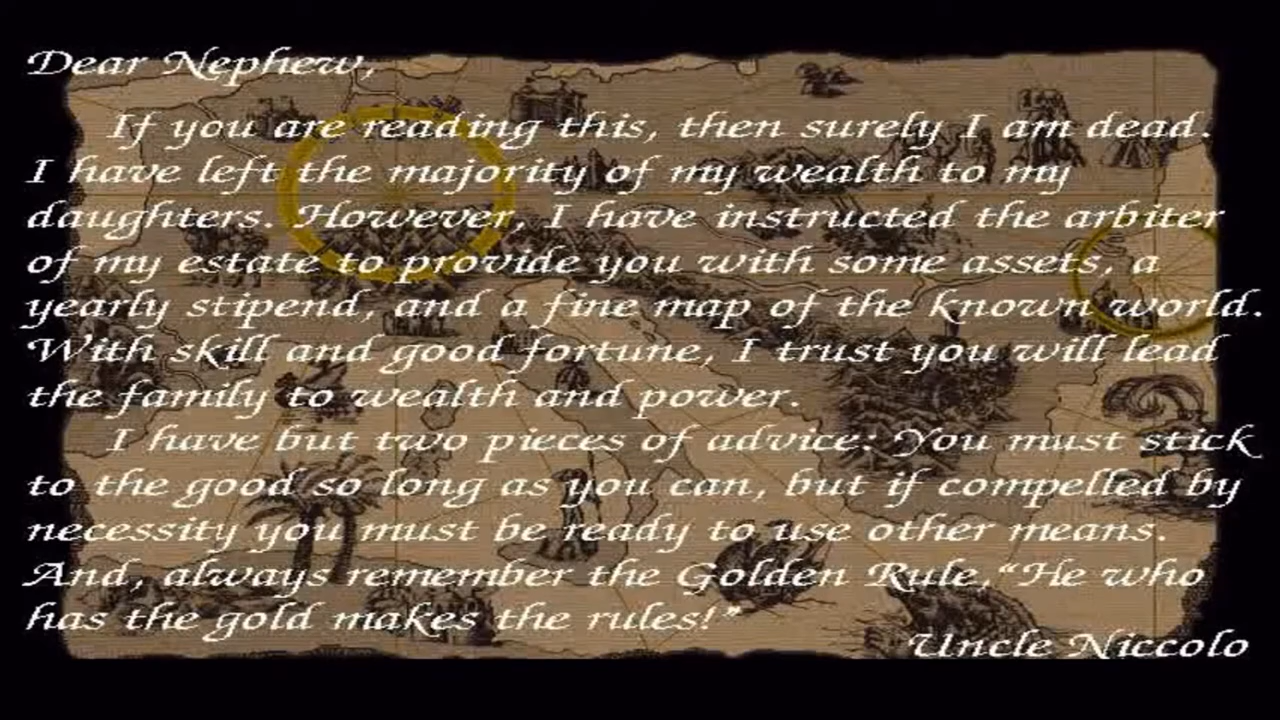 Dear Nephew,
If you are reading this, then surely I am dead.
I have left the majority of my wealth to my
daughters. However, I have instructed the arbiter
of my estate to provide you with some assets, a
yearly stipend, and a fine map of the known world.
With skill and good fortune, I trust you will lead
the family to wealth and power.
I have but two pieces of advice: You must stick
to the good so long as you can, but if compelled by
necessity you must be ready to use other means.
And, always remember the Golden Rule,“He who
has the gold makes the rules!”
Uncle Niccolo